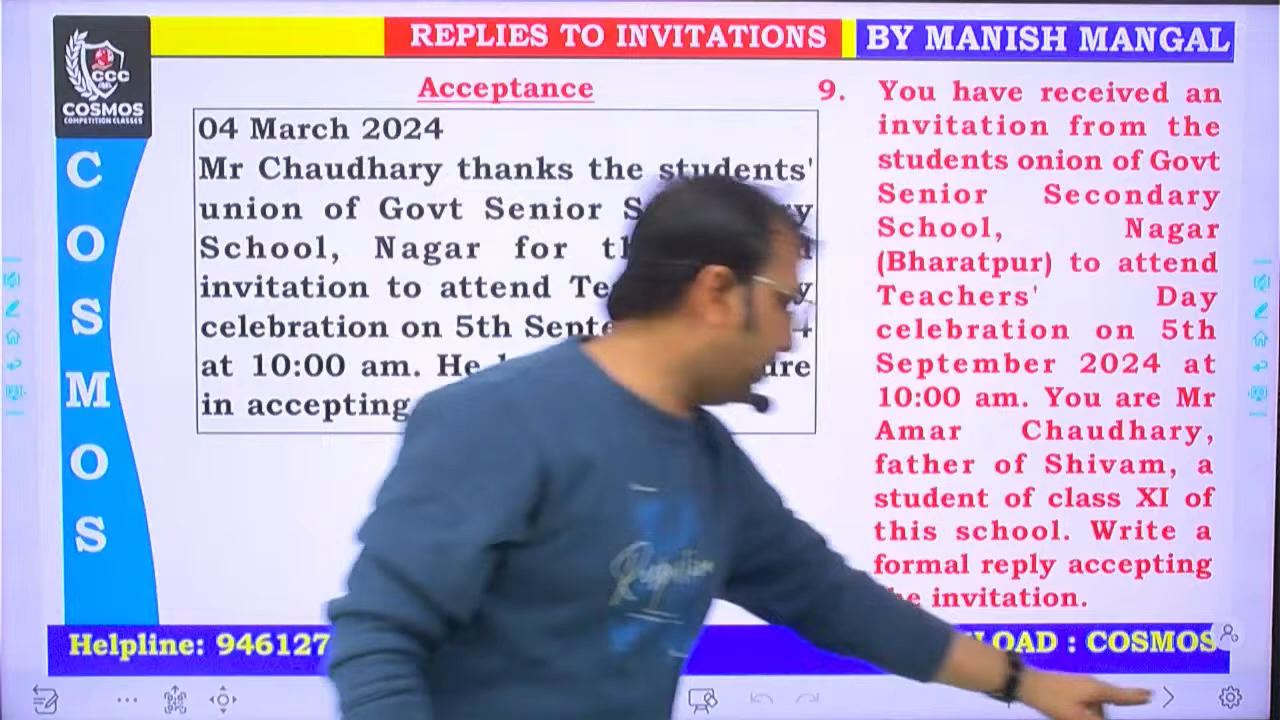 REPLIES TO INVITATIONS
BY MANISH MANGAL
CCC
COSMOS
COMPETITION CLASSES
COSMOS
Acceptance
04 March 2024
Mr Chaudhary thanks the students'
union of Govt Senior
School, Nagar for
invitation to attend
celebration on 5th
at 10:00 am. He
in accepting
9. You have received an
invitation from the
students onion of Govt
Senior Secondary
School, Nagar
(Bharatpur) to attend
Teachers' Day
celebration on 5th
September 2024 at
10:00 am. You are Mr
Amar Chaudhary,
father of Shivam, a
student of class XI of
this school. Write a
formal reply accepting
invitation.
Helpline: 946127
: COSMOS